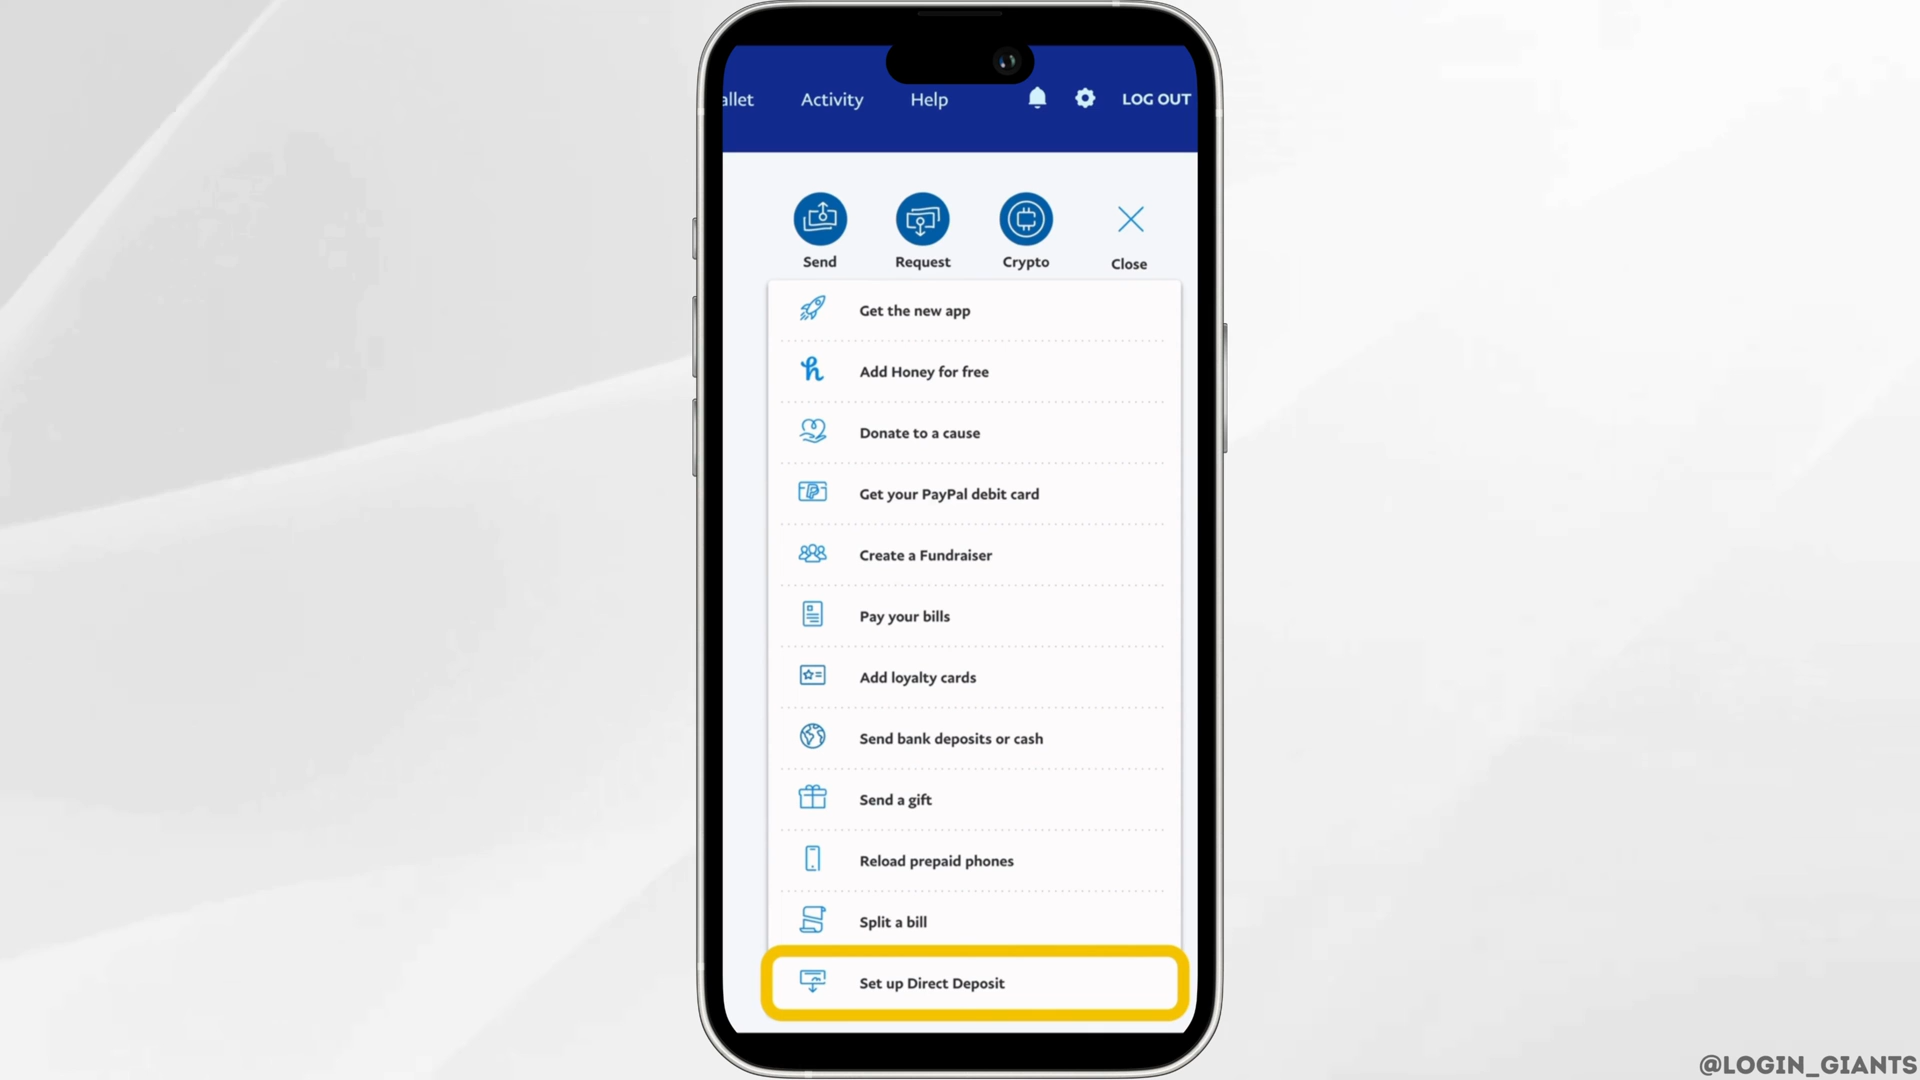 allet Activity Help LOG OUT
Send Request Crypto Close
Get the new app
Add Honey for free
Donate to a cause
Get your PayPal debit card
Create a Fundraiser
Pay your bills
Add loyalty cards
Send bank deposits or cash
Send a gift
Reload prepaid phones
Split a bill
Set up Direct Deposit
@LOGIN_GIANTS